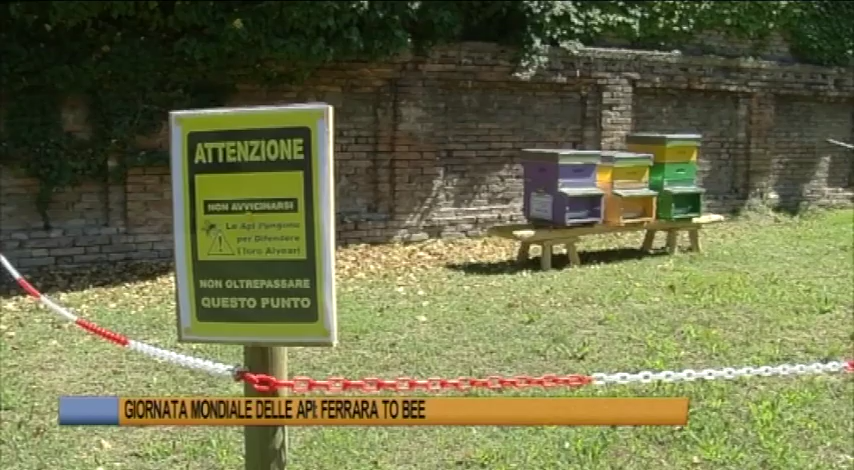 ATTENZIONE
NON AVVICINARSI
Le Api Pungono
per Difendere
i loro Alveari
NON OLTREPASSARE
QUESTO PUNTO
GIORNATA MONDIALE DELLE API: FERRARA TO BEE